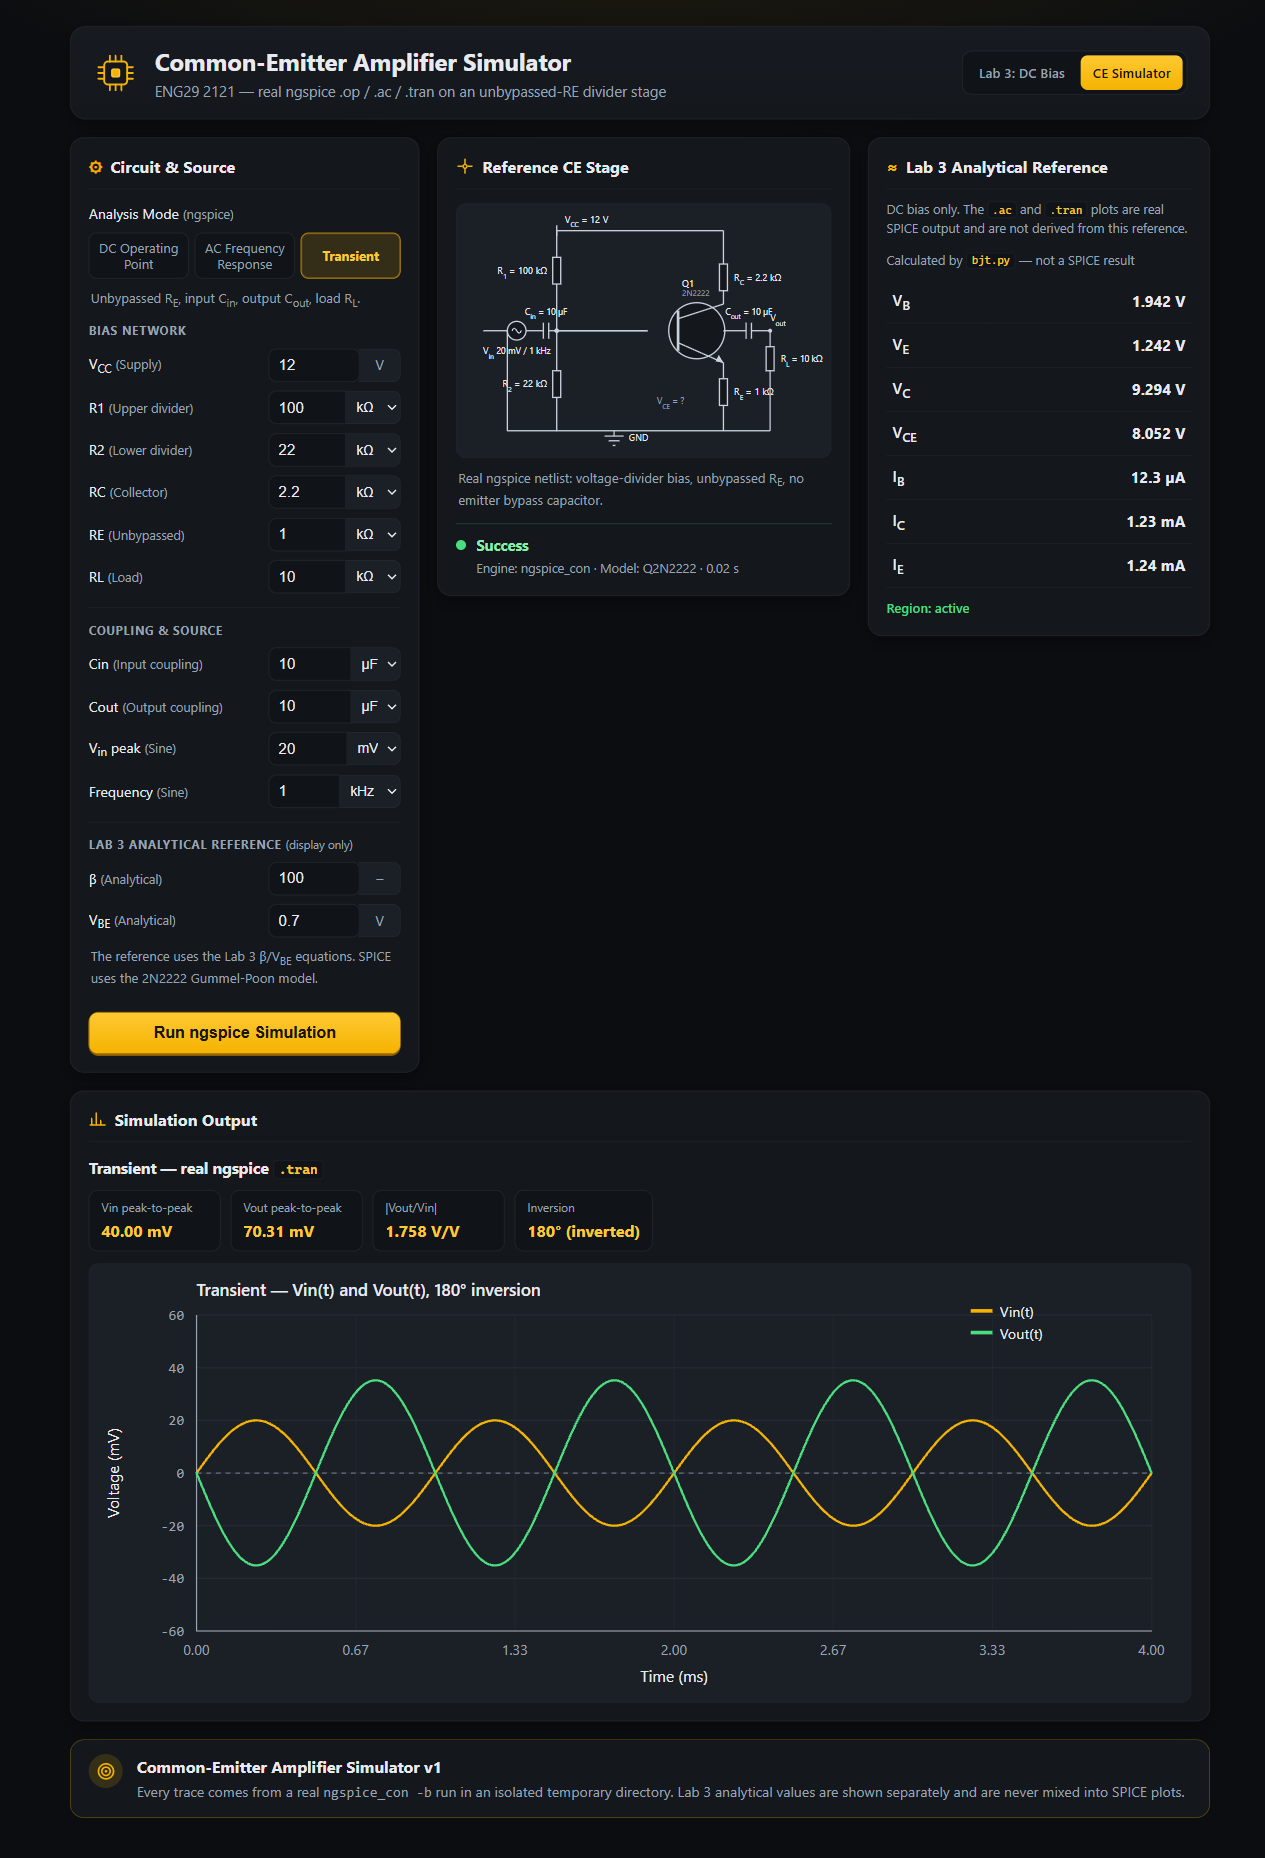 Common-Emitter Amplifier Simulator
ENG29 2121 — real ngspice .op / .ac / .tran on an unbypassed-RE divider stage
Lab 3: DC Bias
CE Simulator
Circuit & Source
Analysis Mode (ngspice)
DC Operating
Point
AC Frequency
Response
Transient
Unbypassed RE, input Cin, output Cout, load RL.
BIAS NETWORK
VCC (Supply) 12 V
R1 (Upper divider) 100 kΩ
R2 (Lower divider) 22 kΩ
RC (Collector) 2.2 kΩ
RE (Unbypassed) 1 kΩ
RL (Load) 10 kΩ
COUPLING & SOURCE
Cin (Input coupling) 10 µF
Cout (Output coupling) 10 µF
Vin peak (Sine) 20 mV
Frequency (Sine) 1 kHz
LAB 3 ANALYTICAL REFERENCE (display only)
β (Analytical) 100 –
VBE (Analytical) 0.7 V
The reference uses the Lab 3 β/VBE equations. SPICE
uses the 2N2222 Gummel-Poon model.
Run ngspice Simulation
Reference CE Stage
VCC = 12 V
R1 = 100 kΩ
RC = 2.2 kΩ
Q1
2N2222
Cin = 10 µF
Cout = 10 µF
Vout
Vin 20 mV / 1 kHz
RL = 10 kΩ
R2 = 22 kΩ
RE = 1 kΩ
VCE = ?
GND
Real ngspice netlist: voltage-divider bias, unbypassed RE, no
emitter bypass capacitor.
Success
Engine: ngspice_con · Model: Q2N2222 · 0.02 s
≈ Lab 3 Analytical Reference
DC bias only. The .ac and .tran plots are real
SPICE output and are not derived from this reference.
Calculated by bjt.py — not a SPICE result
VB 1.942 V
VE 1.242 V
VC 9.294 V
VCE 8.052 V
IB 12.3 µA
IC 1.23 mA
IE 1.24 mA
Region: active
Simulation Output
Transient — real ngspice .tran
Vin peak-to-peak
40.00 mV
Vout peak-to-peak
70.31 mV
|Vout/Vin|
1.758 V/V
Inversion
180° (inverted)
Transient — Vin(t) and Vout(t), 180° inversion
Vin(t)
Vout(t)
60
40
20
0
-20
-40
-60
Voltage (mV)
0.00 0.67 1.33 2.00 2.67 3.33 4.00
Time (ms)
Common-Emitter Amplifier Simulator v1
Every trace comes from a real ngspice_con -b run in an isolated temporary directory. Lab 3 analytical values are shown separately and are never mixed into SPICE plots.